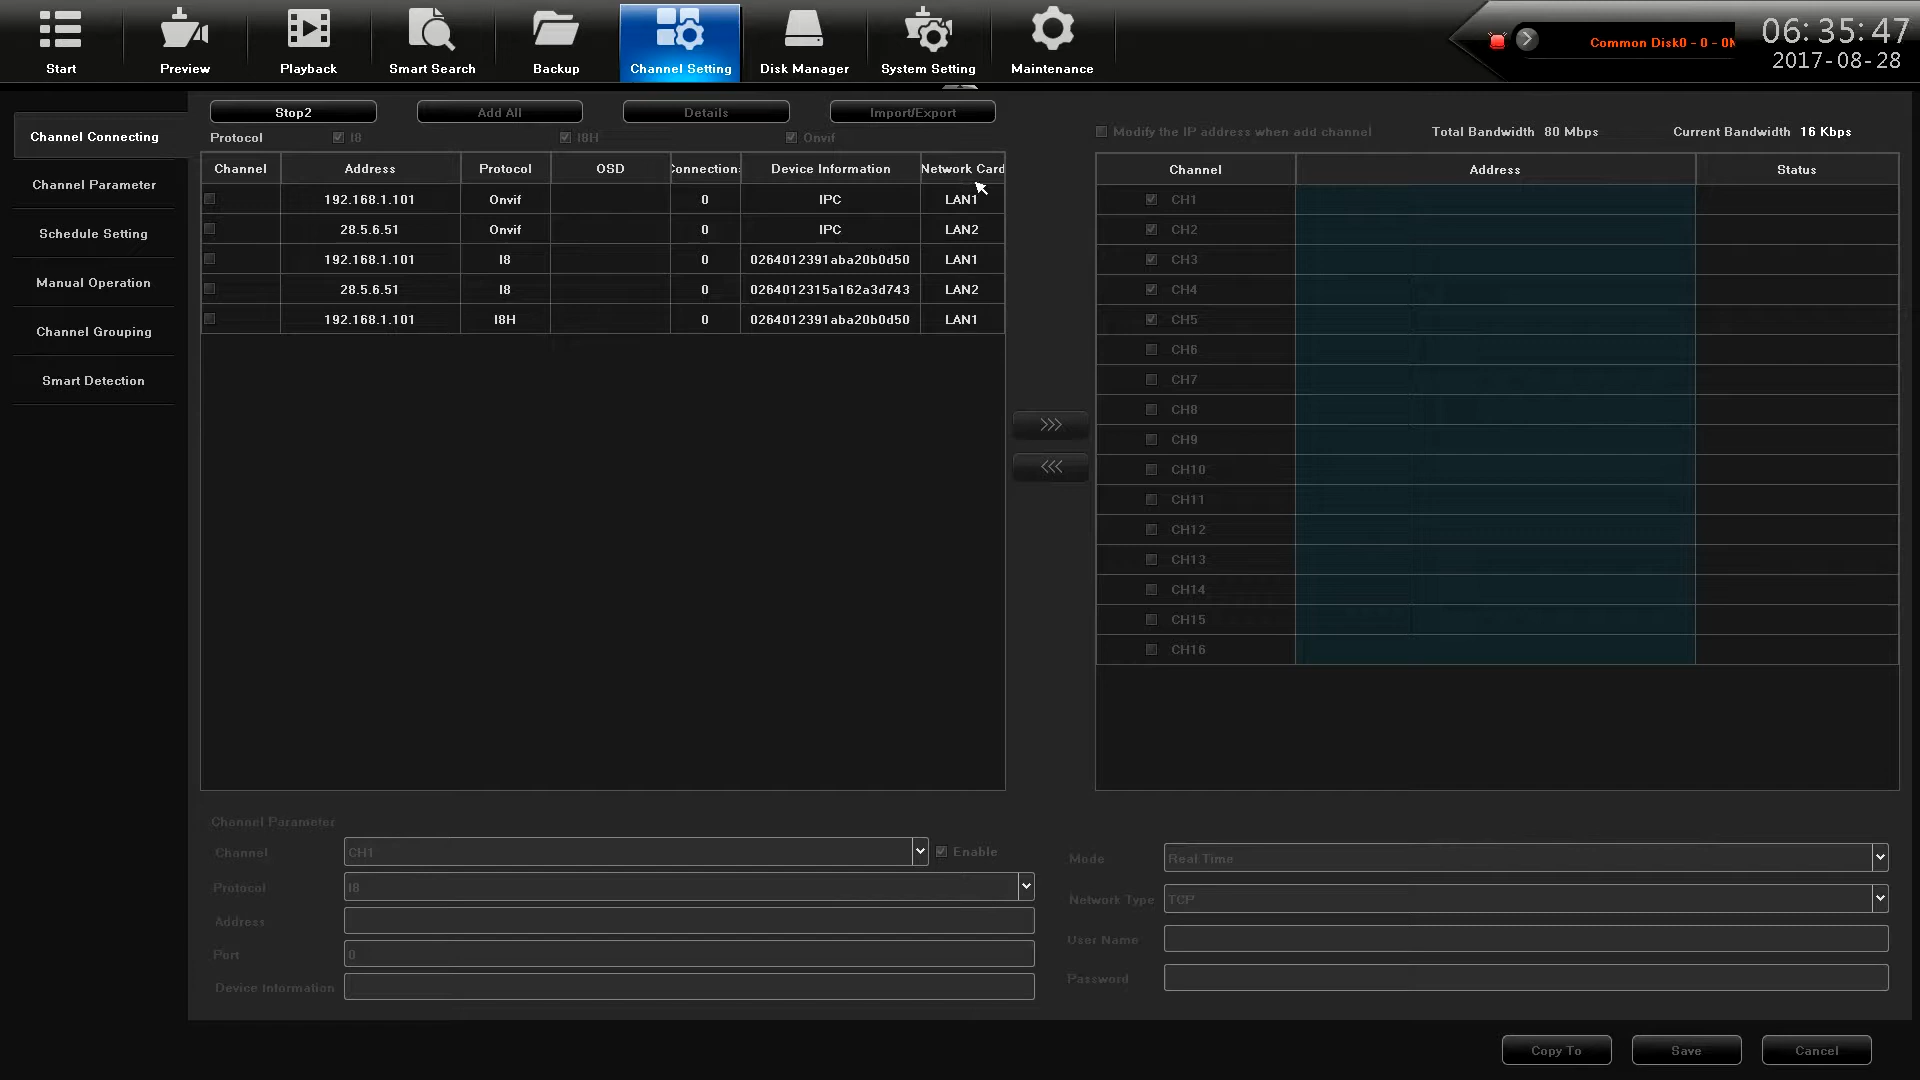 Start
Preview
Playback
Smart Search
Backup
Channel Setting
Disk Manager
System Setting
Maintenance
Common Disk0 - 0 - 0
06:35:47
2017-08-28
Channel Connecting
Channel Parameter
Schedule Setting
Manual Operation
Channel Grouping
Smart Detection
Stop2 Add All Details Import/Export
Protocol I8 I8H Onvif
Channel Address Protocol OSD Connection Device Information Network Card
192.168.1.101 Onvif 0 IPC LAN1
28.5.6.51 Onvif 0 IPC LAN2
192.168.1.101 I8 0 0264012391aba20b0d50 LAN1
28.5.6.51 I8 0 0264012315a162a3d743 LAN2
192.168.1.101 I8H 0 0264012391aba20b0d50 LAN1
>>>
<<<
Modify the IP address when add channel Total Bandwidth 80 Mbps Current Bandwidth 16 Kbps
Channel Address Status
CH1
CH2
CH3
CH4
CH5
CH6
CH7
CH8
CH9
CH10
CH11
CH12
CH13
CH14
CH15
CH16
Channel Parameter
Channel CH1 Enable
Protocol I8
Address
Port 0
Device Information
Mode Real Time
Network Type TCP
User Name
Password
Copy To Save Cancel